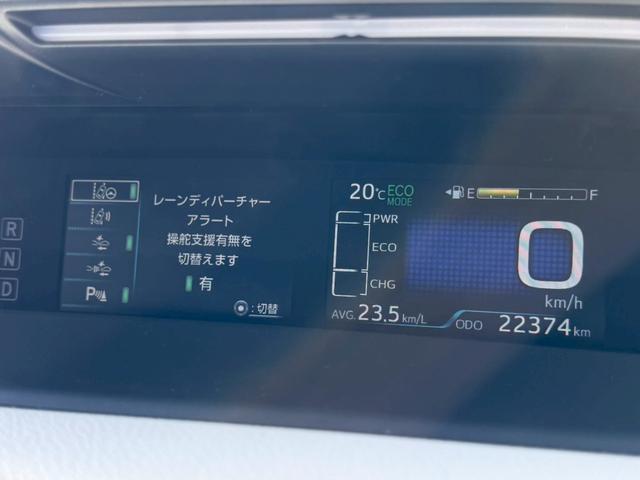 R
N
D
P
レーンディパーチャー
アラート
操舵支援有無を
切替えます
有
:切替
20℃ ECO
MODE
E F
PWR
ECO
CHG
0
km/h
AVG. 23.5 km/L
ODO 22374 km